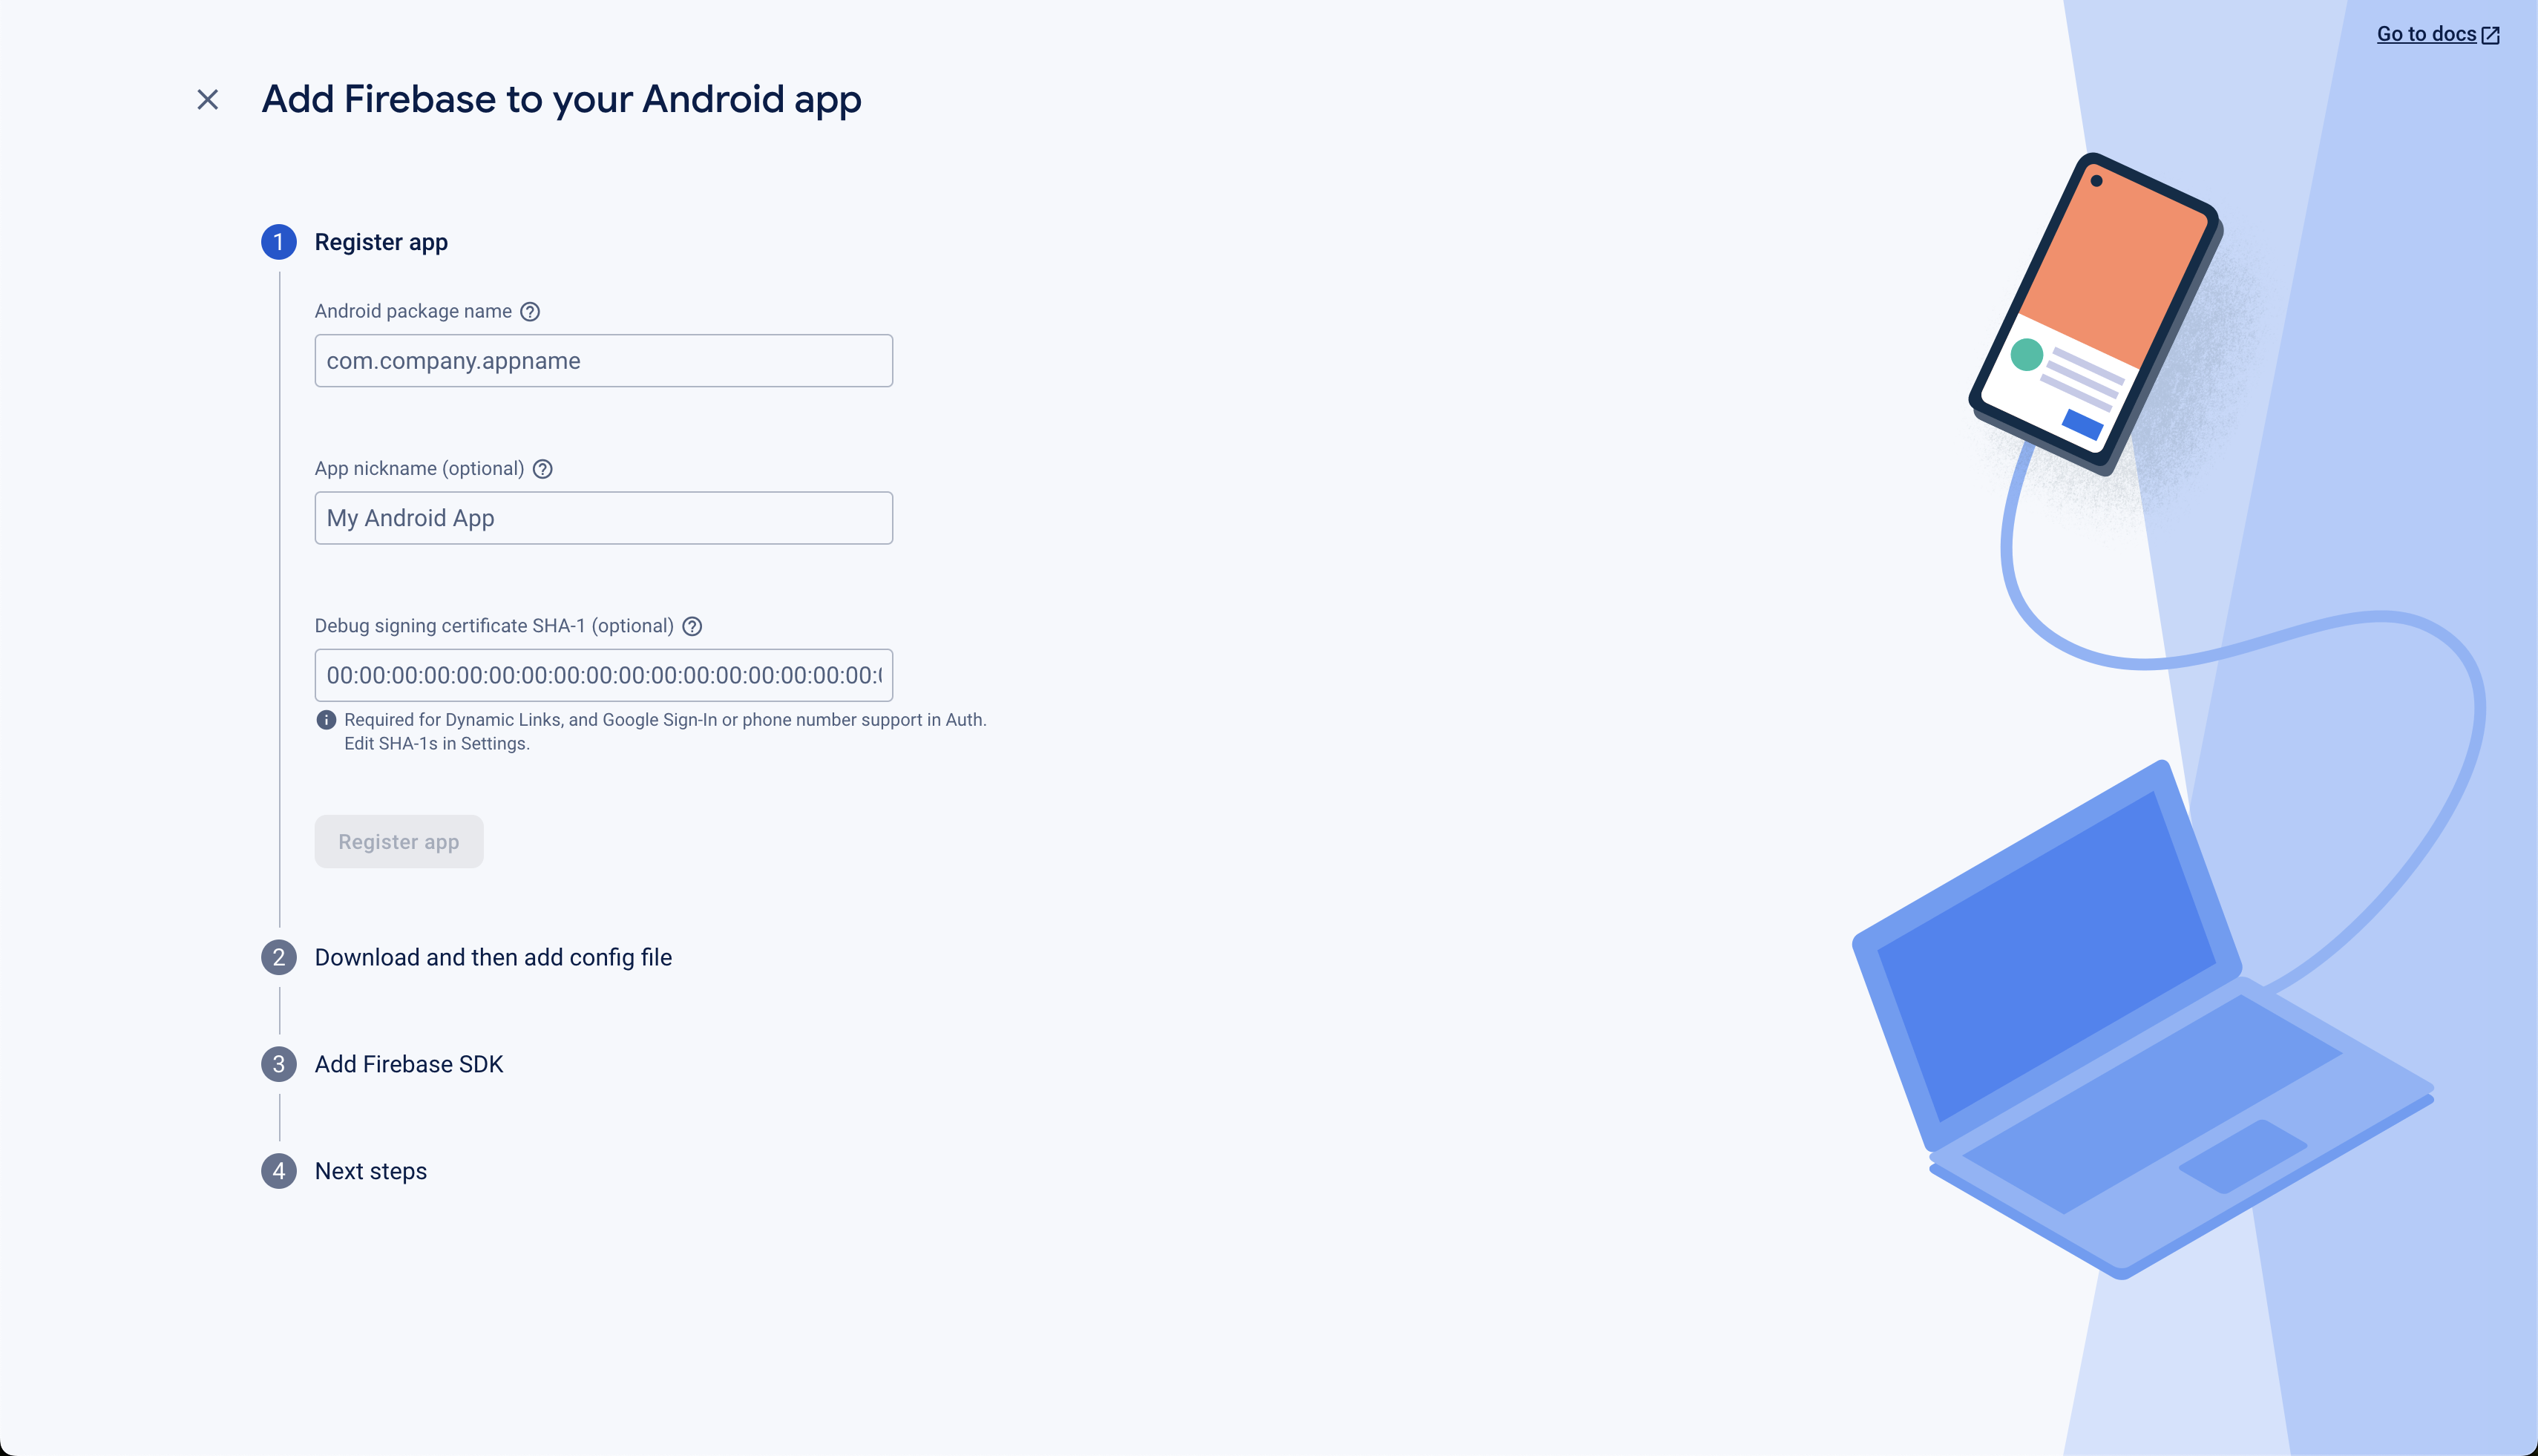 Go to docs
Add Firebase to your Android app
1 Register app
Android package name
com.company.appname
App nickname (optional)
My Android App
Debug signing certificate SHA-1 (optional)
00:00:00:00:00:00:00:00:00:00:00:00:00:00:00:00:00:
Required for Dynamic Links, and Google Sign-In or phone number support in Auth.
Edit SHA-1s in Settings.
Register app
2 Download and then add config file
3 Add Firebase SDK
4 Next steps